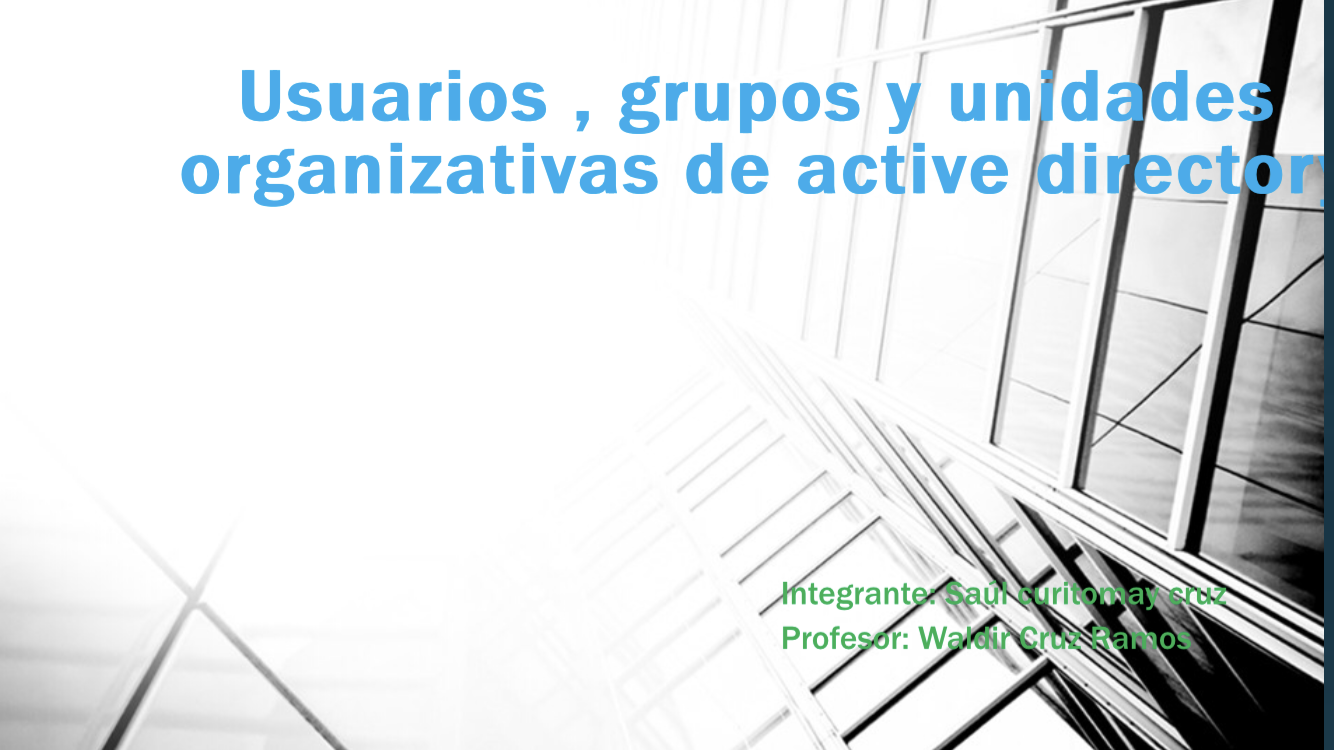 Usuarios , grupos y unidades
organizativas de active directory
Integrante: Saúl curitomay cruz
Profesor: Waldir Cruz Ramos